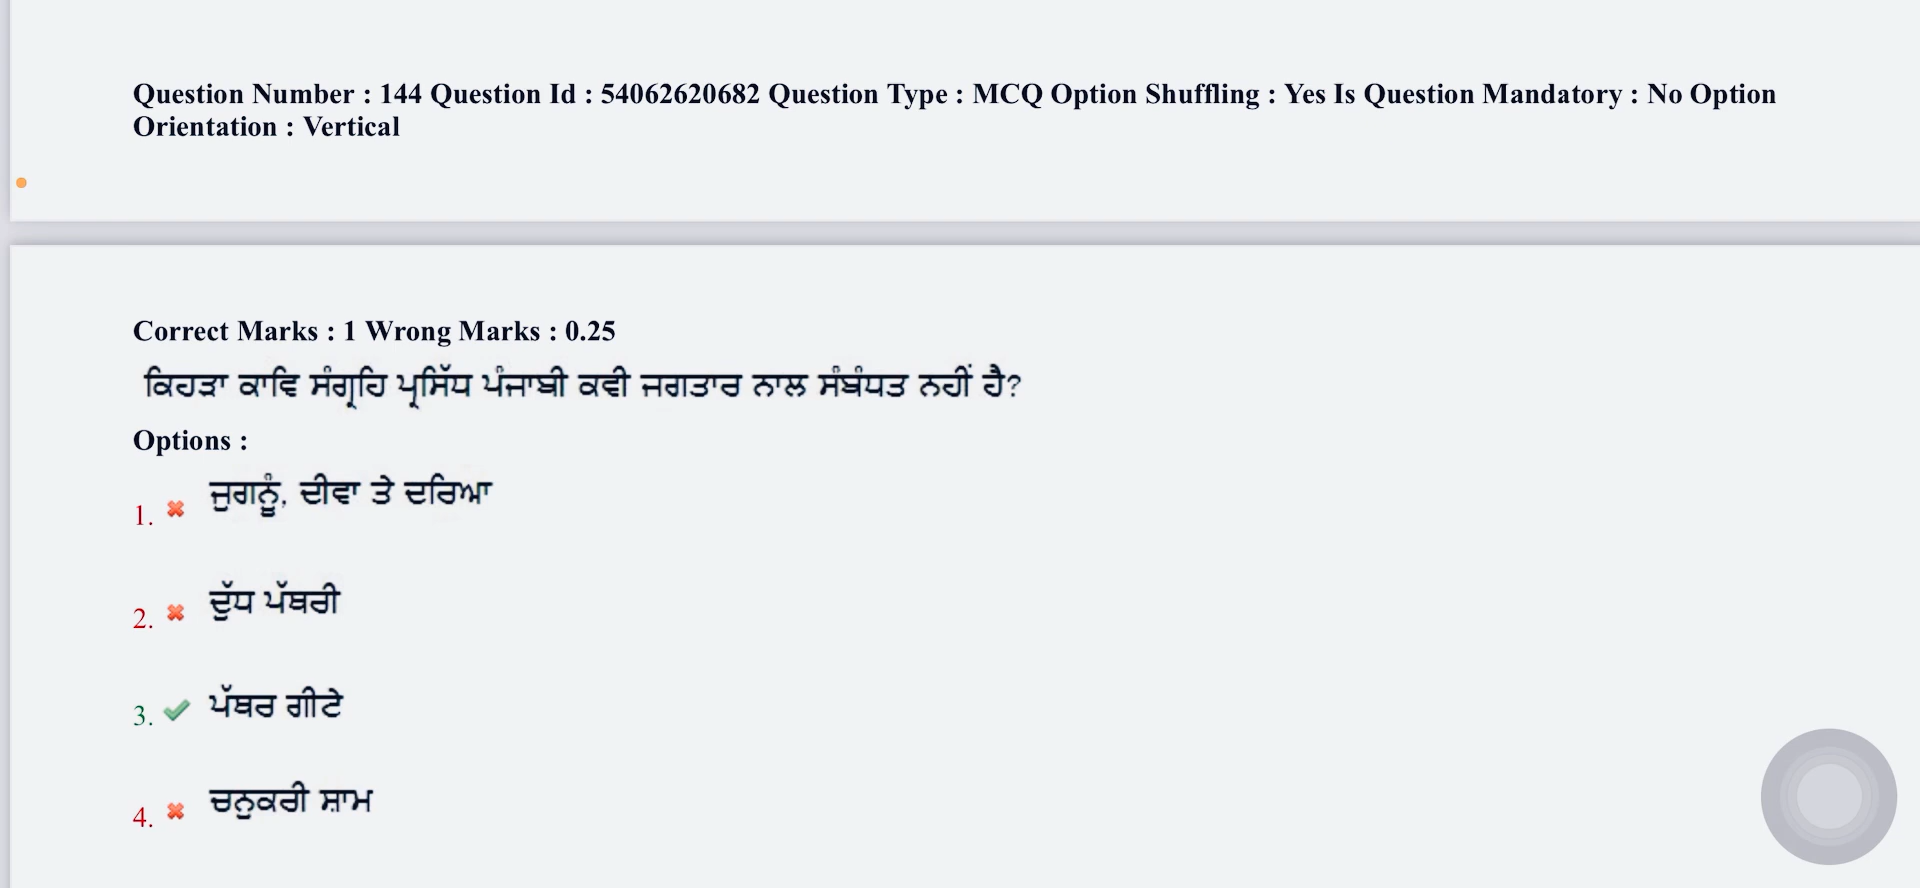 Question Number : 144 Question Id : 54062620682 Question Type : MCQ Option Shuffling : Yes Is Question Mandatory : No Option
Orientation : Vertical
Correct Marks : 1 Wrong Marks : 0.25
ਕਿਹੜਾ ਕਾਵਿ ਸੰਗ੍ਰਹਿ ਪ੍ਰਸਿੱਧ ਪੰਜਾਬੀ ਕਵੀ ਜਗਤਾਰ ਨਾਲ ਸੰਬੰਧਤ ਨਹੀਂ ਹੈ?
Options :
1. ਜੁਗਨੂੰ, ਦੀਵਾ ਤੇ ਦਰਿਆ
2. ਦੁੱਧ ਪੱਥਰੀ
3. ਪੱਥਰ ਗੀਟੇ
4. ਚਨੁਕਰੀ ਸ਼ਾਮ